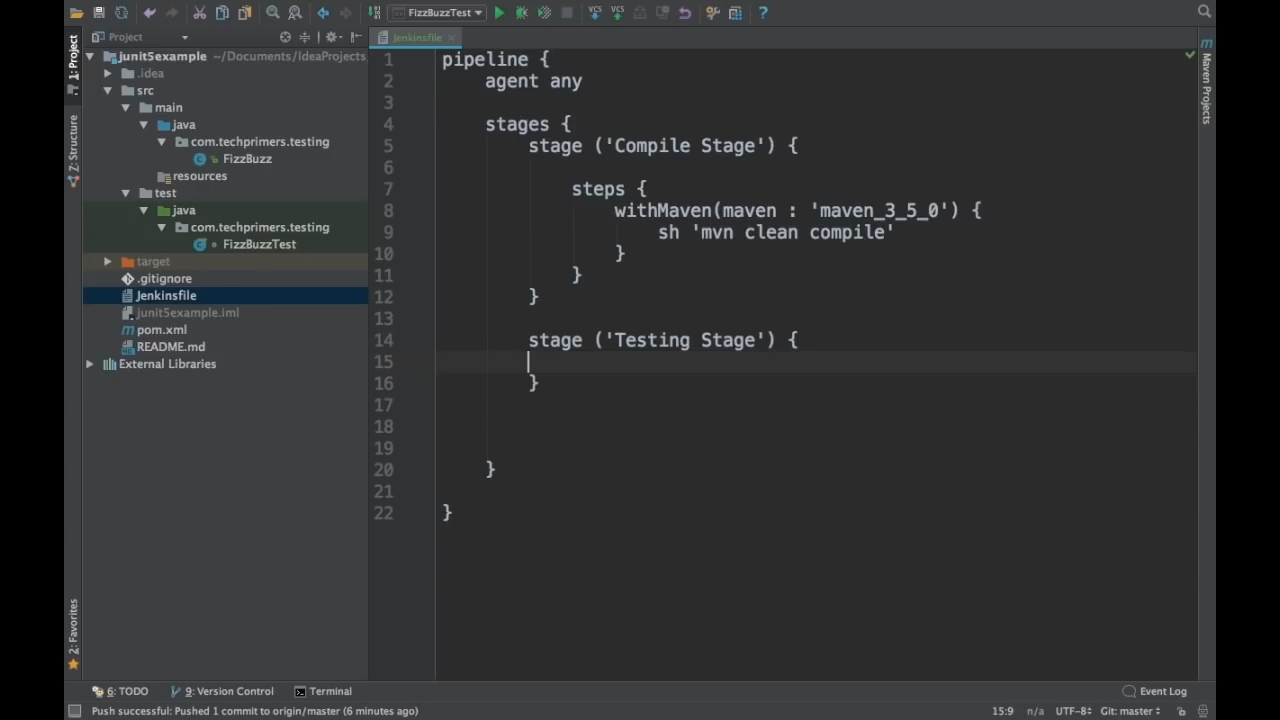 FizzBuzzTest
Project
Jenkinsfile
1: Project
Z: Structure
2: Favorites
Maven Projects
junit5example ~/Documents/IdeaProjects
.idea
src
main
java
com.techprimers.testing
FizzBuzz
resources
test
java
com.techprimers.testing
FizzBuzzTest
target
.gitignore
Jenkinsfile
junit5example.iml
pom.xml
README.md
External Libraries
1 pipeline {
2 agent any
3
4 stages {
5 stage ('Compile Stage') {
6
7 steps {
8 withMaven(maven : 'maven_3_5_0') {
9 sh 'mvn clean compile'
10 }
11 }
12 }
13
14 stage ('Testing Stage') {
15
16 }
17
18
19
20 }
21
22 }
6: TODO 9: Version Control Terminal Event Log
Push successful: Pushed 1 commit to origin/master (6 minutes ago) 15:9 n/a UTF-8 Git: master